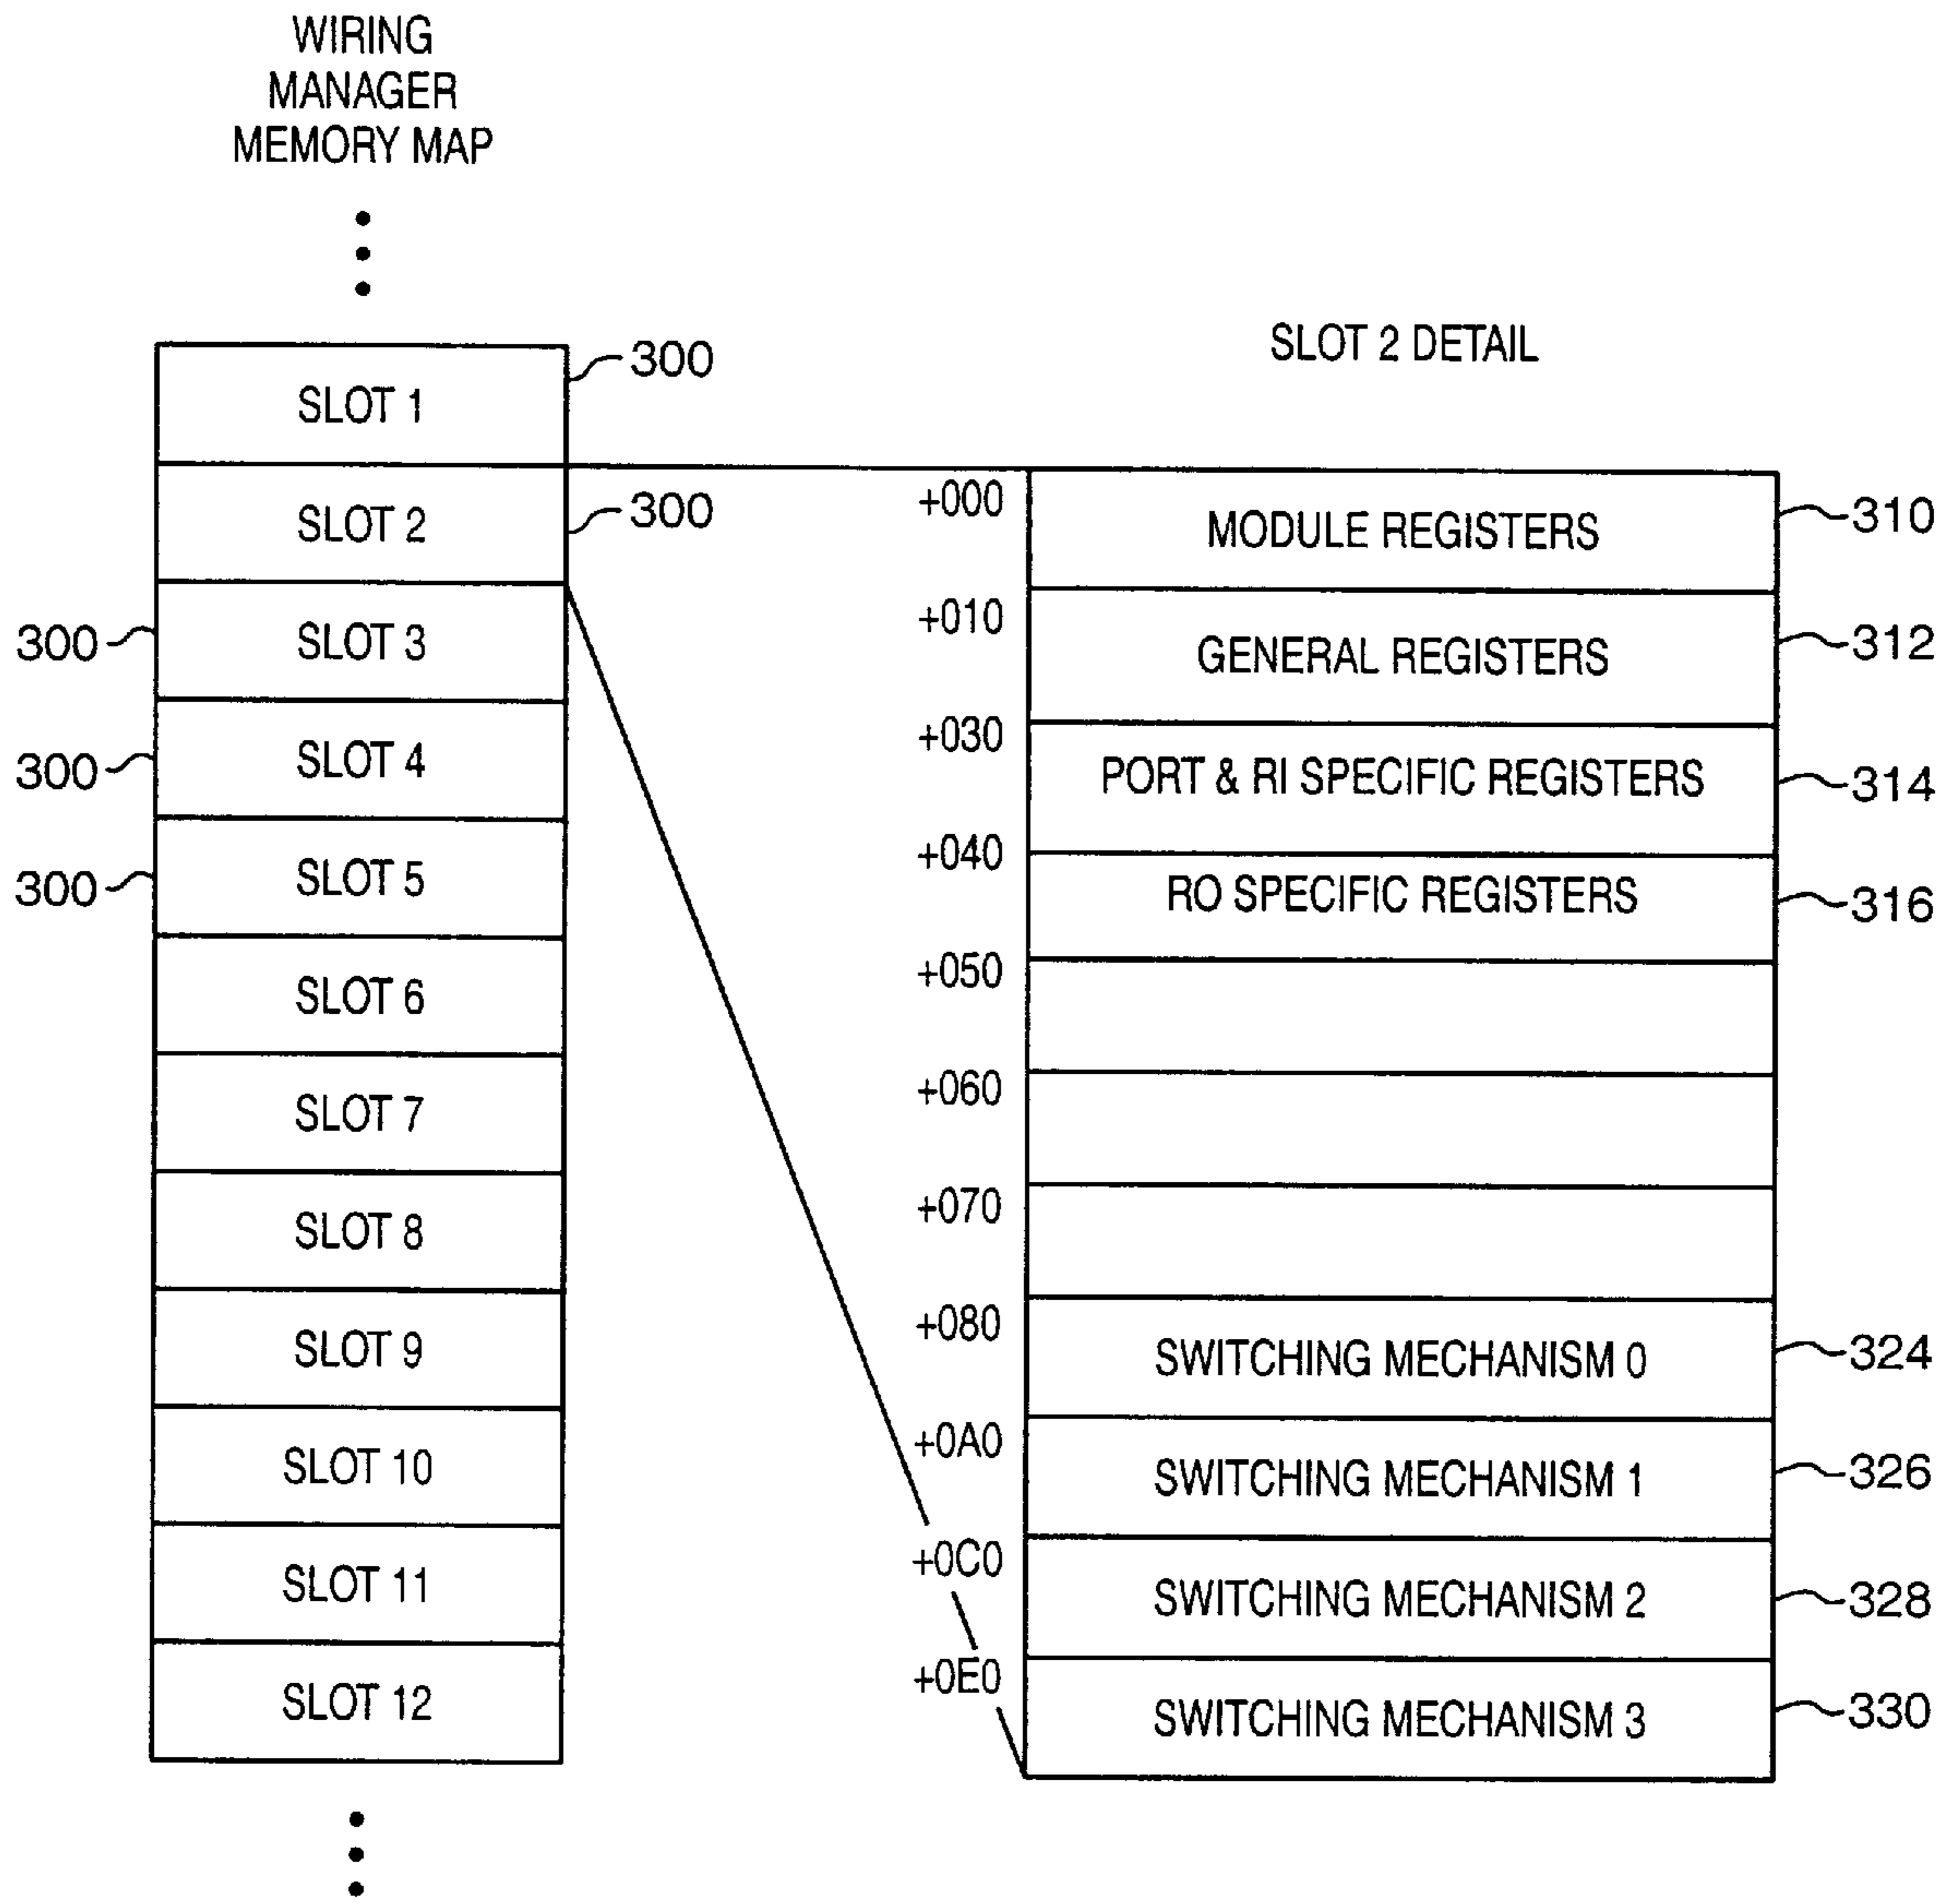 WIRING
MANAGER
MEMORY MAP
SLOT 1
300
SLOT 2
300
300
SLOT 3
300
SLOT 4
300
SLOT 5
SLOT 6
SLOT 7
SLOT 8
SLOT 9
SLOT 10
SLOT 11
SLOT 12
SLOT 2 DETAIL
+000
MODULE REGISTERS
310
+010
GENERAL REGISTERS
312
+030
PORT & RI SPECIFIC REGISTERS
314
+040
RO SPECIFIC REGISTERS
316
+050
+060
+070
+080
SWITCHING MECHANISM 0
324
+0A0
SWITCHING MECHANISM 1
326
+0C0
SWITCHING MECHANISM 2
328
+0E0
SWITCHING MECHANISM 3
330